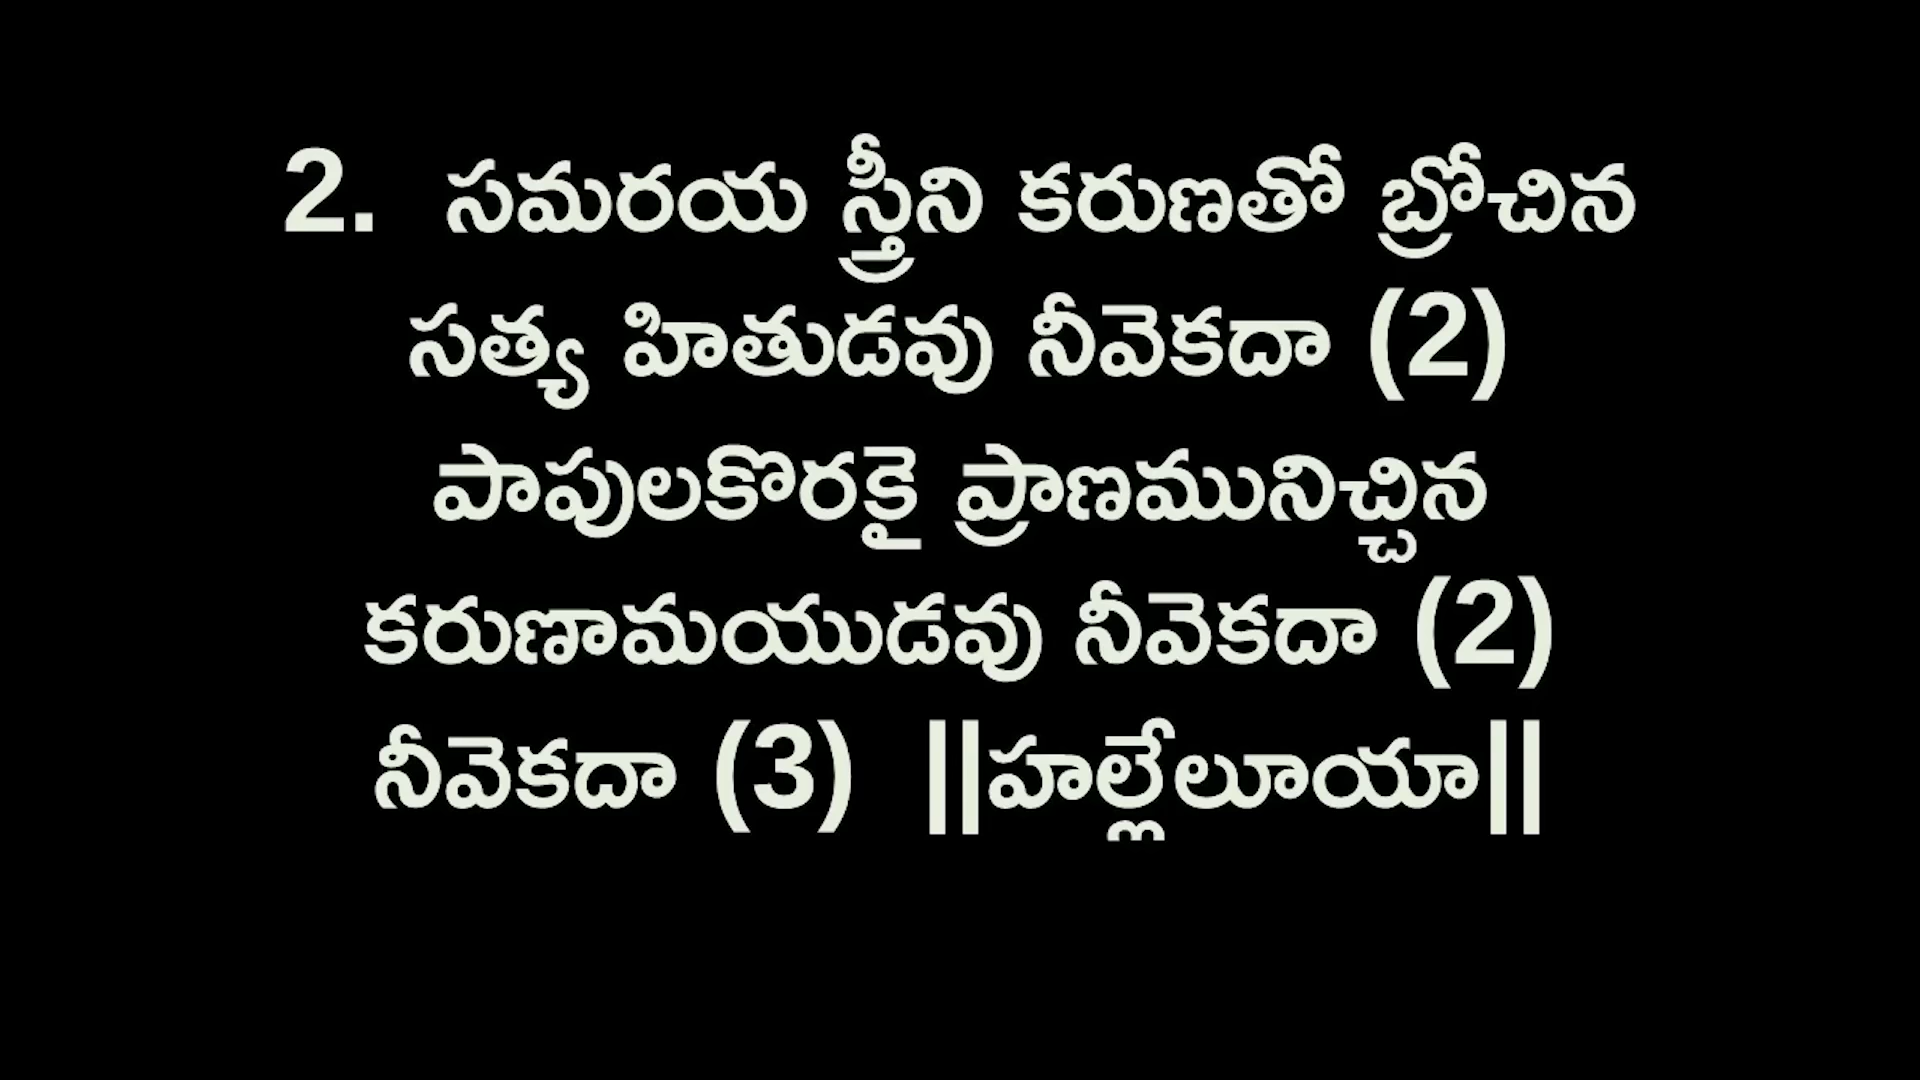 2.  సమరయ స్త్రీని కరుణతో బ్రోచిన
సత్య హితుడవు నీవెకదా (2)
పాపులకొరకై ప్రాణమునిచ్చిన
కరుణామయుడవు నీవెకదా (2)
నీవెకదా (3)  ||హల్లేలూయా||